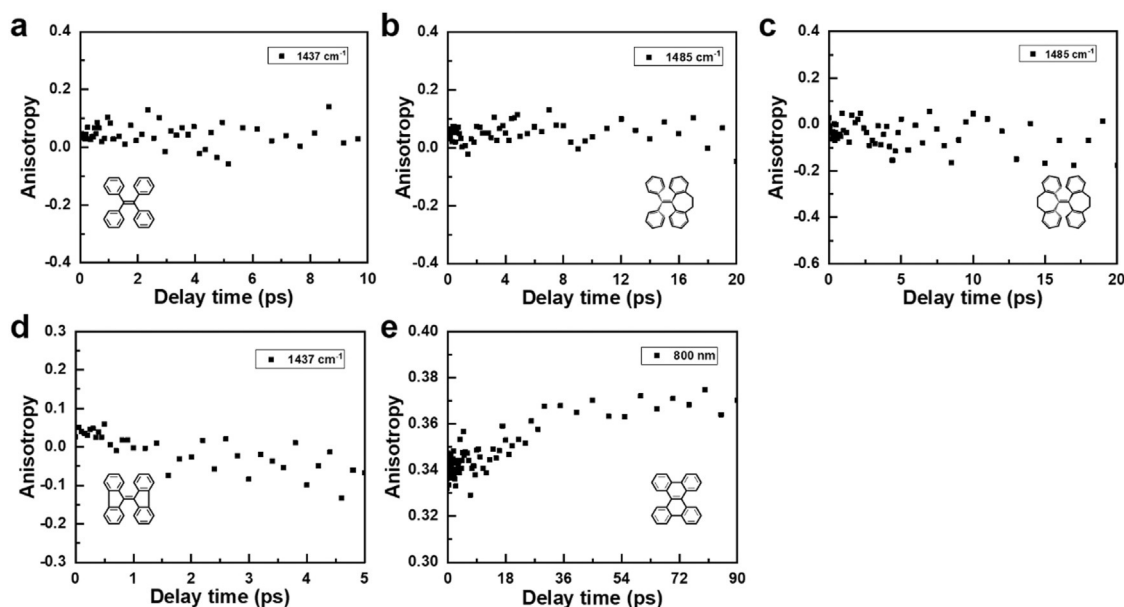 a
1437 cm⁻¹
Anisotropy
0.4
0.2
0.0
-0.2
-0.4
0 2 4 6 8 10
Delay time (ps)
b
1485 cm⁻¹
Anisotropy
0.4
0.2
0.0
-0.2
-0.4
0 4 8 12 16 20
Delay time (ps)
c
1485 cm⁻¹
Anisotropy
0.4
0.2
0.0
-0.2
-0.4
-0.6
0 5 10 15 20
Delay time (ps)
d
1437 cm⁻¹
Anisotropy
0.3
0.2
0.1
0.0
-0.1
-0.2
-0.3
0 1 2 3 4 5
Delay time (ps)
e
800 nm
Anisotropy
0.40
0.38
0.36
0.34
0.32
0.30
0 18 36 54 72 90
Delay time (ps)